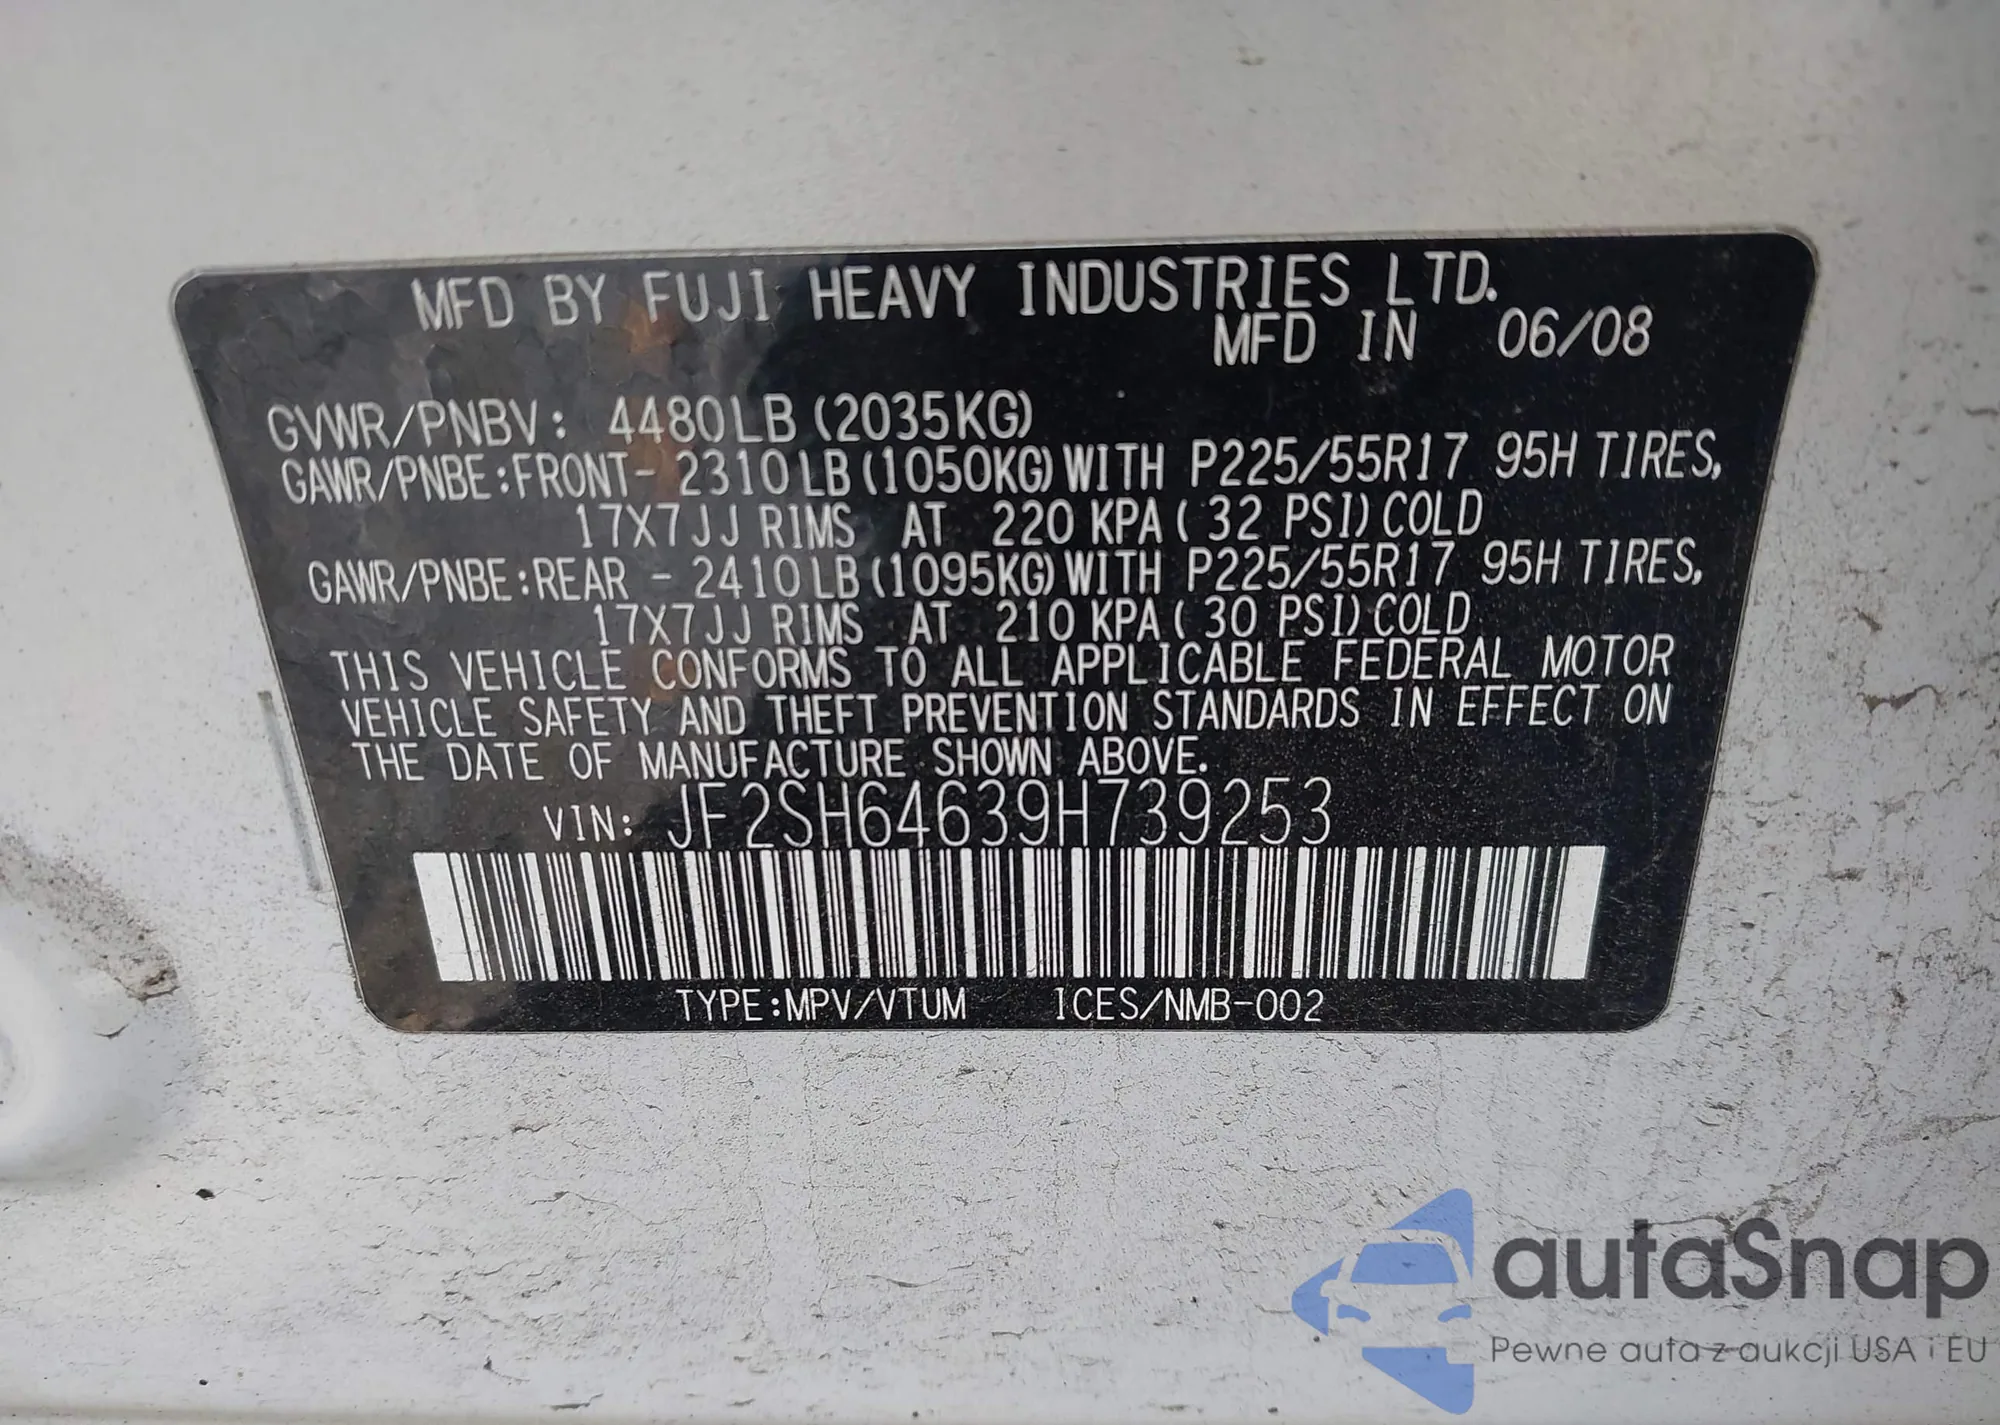 MFD BY FUJI HEAVY INDUSTRIES LTD.
MFD IN 06/08
GVWR/PNBV: 4480LB (2035KG)
GAWR/PNBE:FRONT- 2310LB (1050KG) WITH P225/55R17 95H TIRES,
17X7JJ RIMS AT 220 KPA ( 32 PSI) COLD
GAWR/PNBE:REAR - 2410LB (1095KG) WITH P225/55R17 95H TIRES,
17X7JJ RIMS AT 210 KPA ( 30 PSI) COLD
THIS VEHICLE CONFORMS TO ALL APPLICABLE FEDERAL MOTOR
VEHICLE SAFETY AND THEFT PREVENTION STANDARDS IN EFFECT ON
THE DATE OF MANUFACTURE SHOWN ABOVE.
VIN: JF2SH64639H739253
TYPE:MPV/VTUM ICES/NMB-002
autaSnap
Pewne auta z aukcji USA i EU